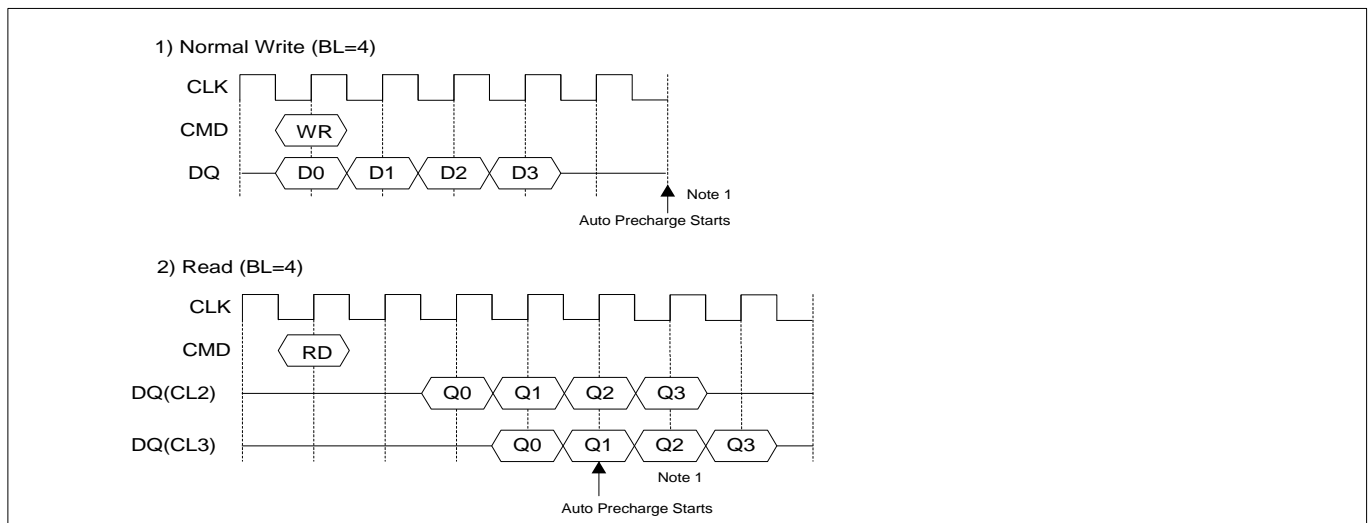 1) Normal Write (BL=4)
CLK
CMD WR
DQ D0 D1 D2 D3
Note 1
Auto Precharge Starts
2) Read (BL=4)
CLK
CMD RD
DQ(CL2) Q0 Q1 Q2 Q3
DQ(CL3) Q0 Q1 Q2 Q3
Note 1
Auto Precharge Starts